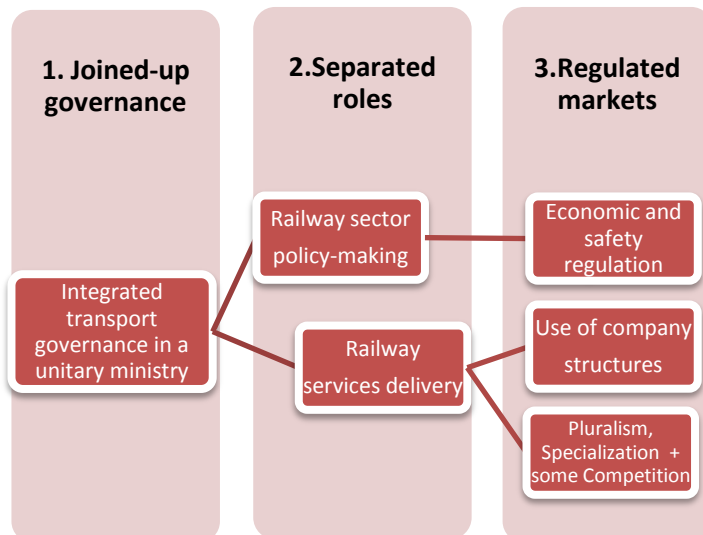 1. Joined-up
governance
2.Separated
roles
3.Regulated
markets
Integrated
transport
governance in a
unitary ministry
Railway sector
policy-making
Railway
services delivery
Economic and
safety
regulation
Use of company
structures
Pluralism,
Specialization +
some Competition